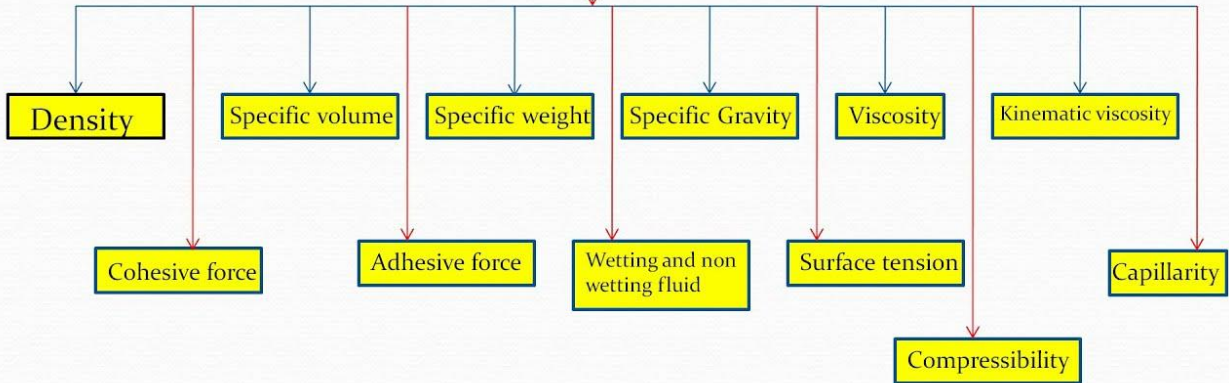 Density
Specific volume
Specific weight
Specific Gravity
Viscosity
Kinematic viscosity
Cohesive force
Adhesive force
Wetting and non
wetting fluid
Surface tension
Capillarity
Compressibility